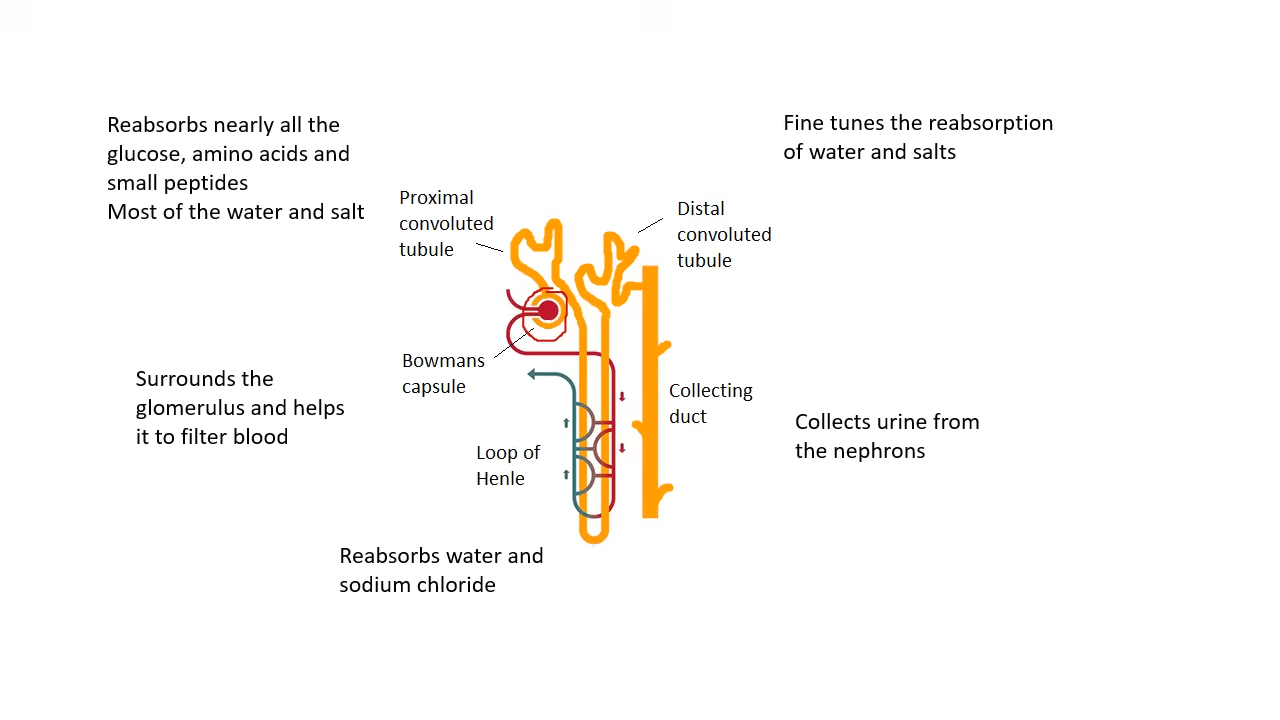 Reabsorbs nearly all the
glucose, amino acids and
small peptides
Most of the water and salt
Fine tunes the reabsorption
of water and salts
Proximal
convoluted
tubule
Distal
convoluted
tubule
Bowmans
capsule
Surrounds the
glomerulus and helps
it to filter blood
Collecting
duct
Collects urine from
the nephrons
Loop of
Henle
Reabsorbs water and
sodium chloride